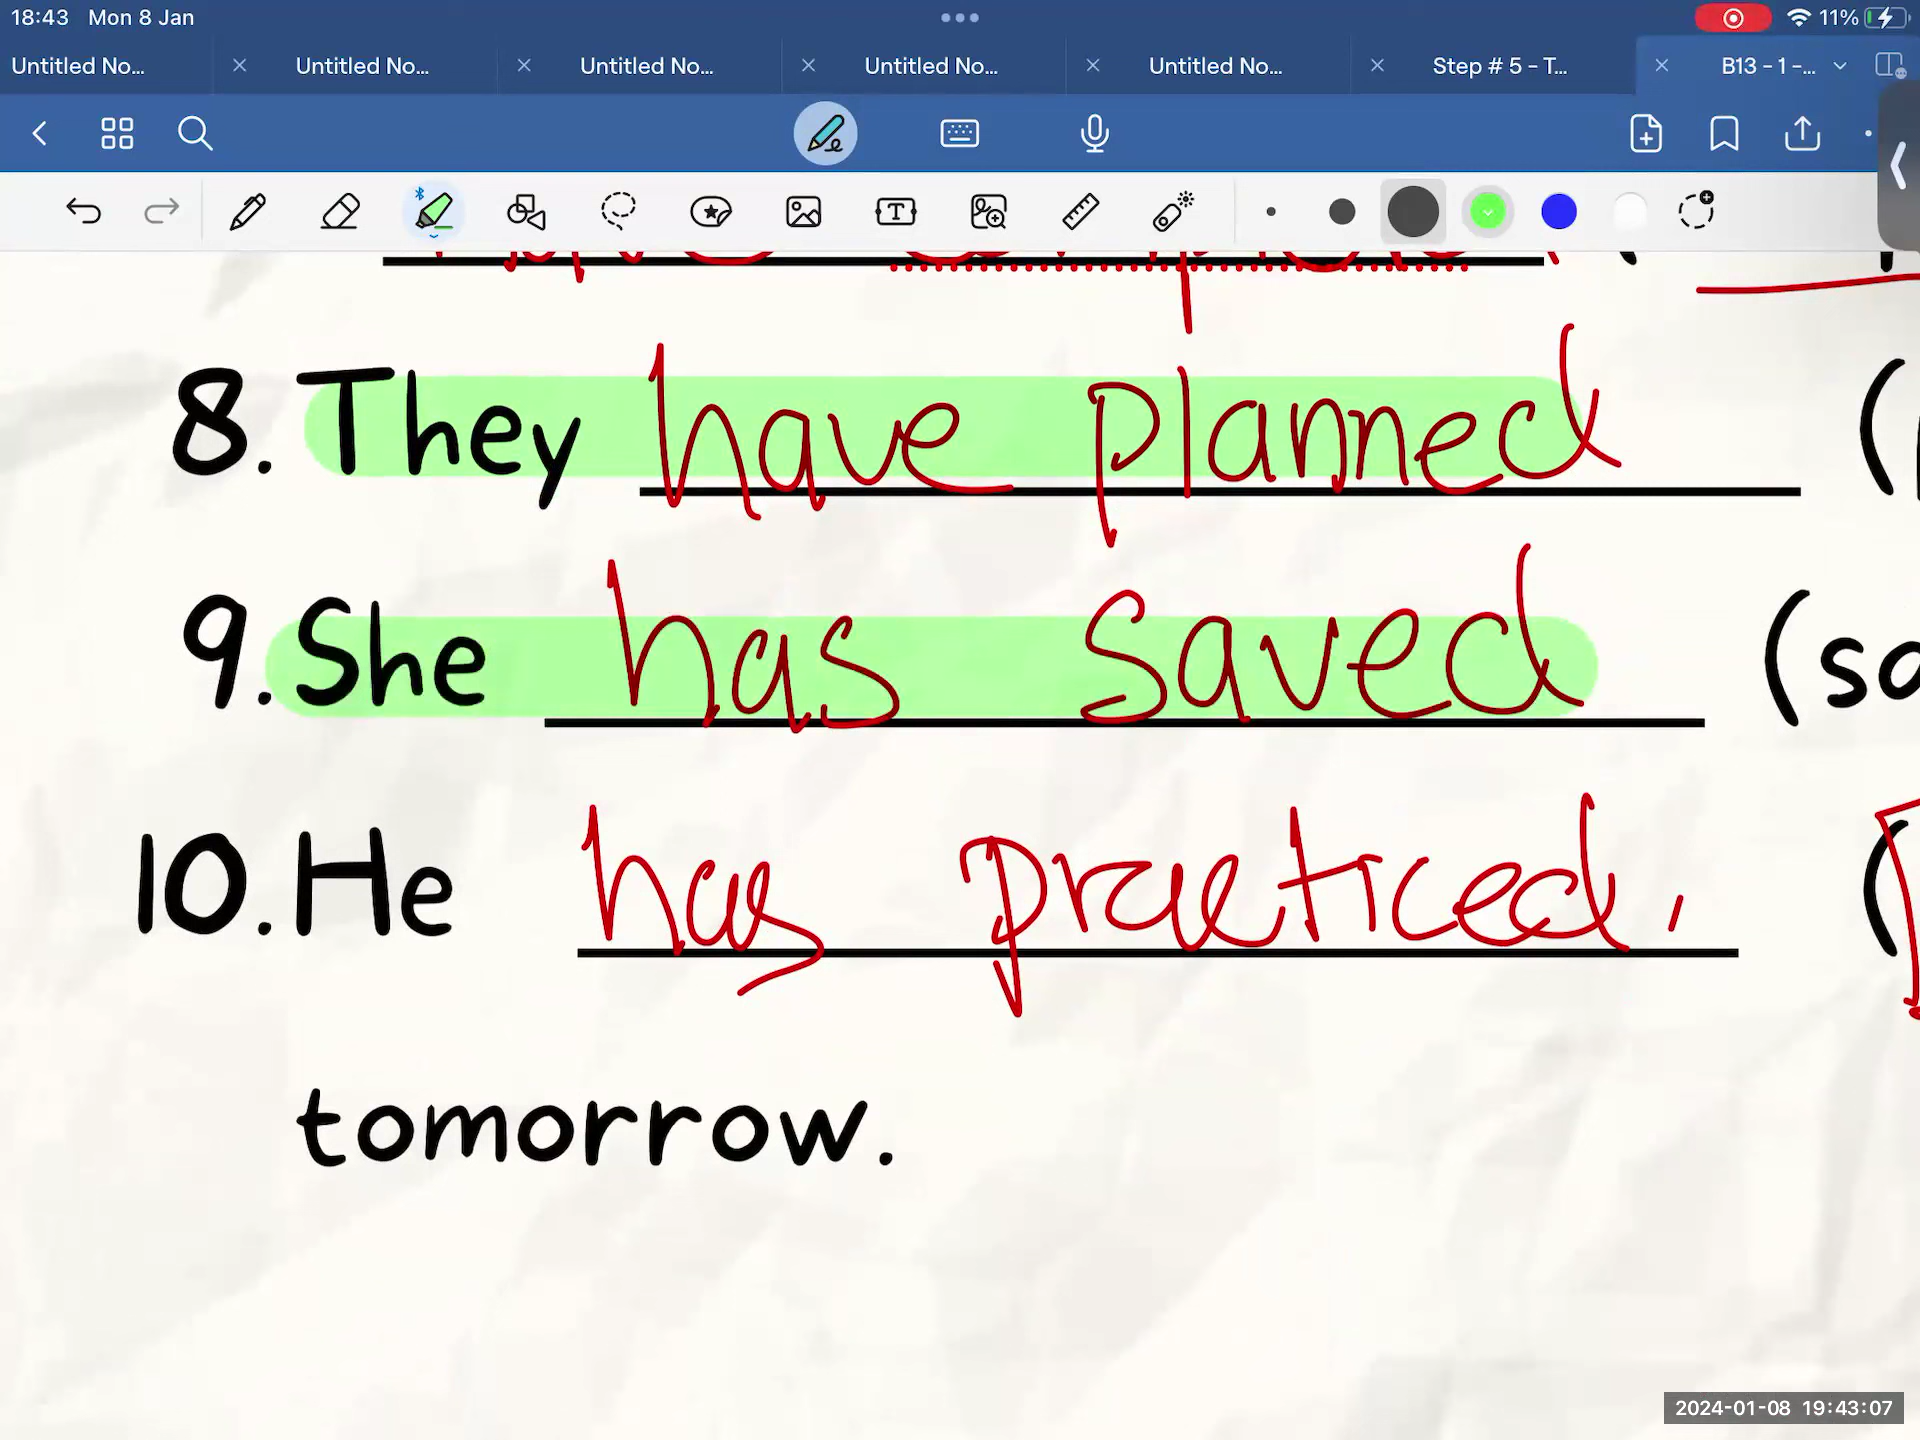 18:43 Mon 8 Jan
11%
Untitled No... Untitled No... Untitled No... Untitled No... Untitled No... Step # 5 - T... B13 - 1 -...
8. They have planned (
9. She has saved (sa
10. He has practiced. (
tomorrow.
2024-01-08 19:43:07